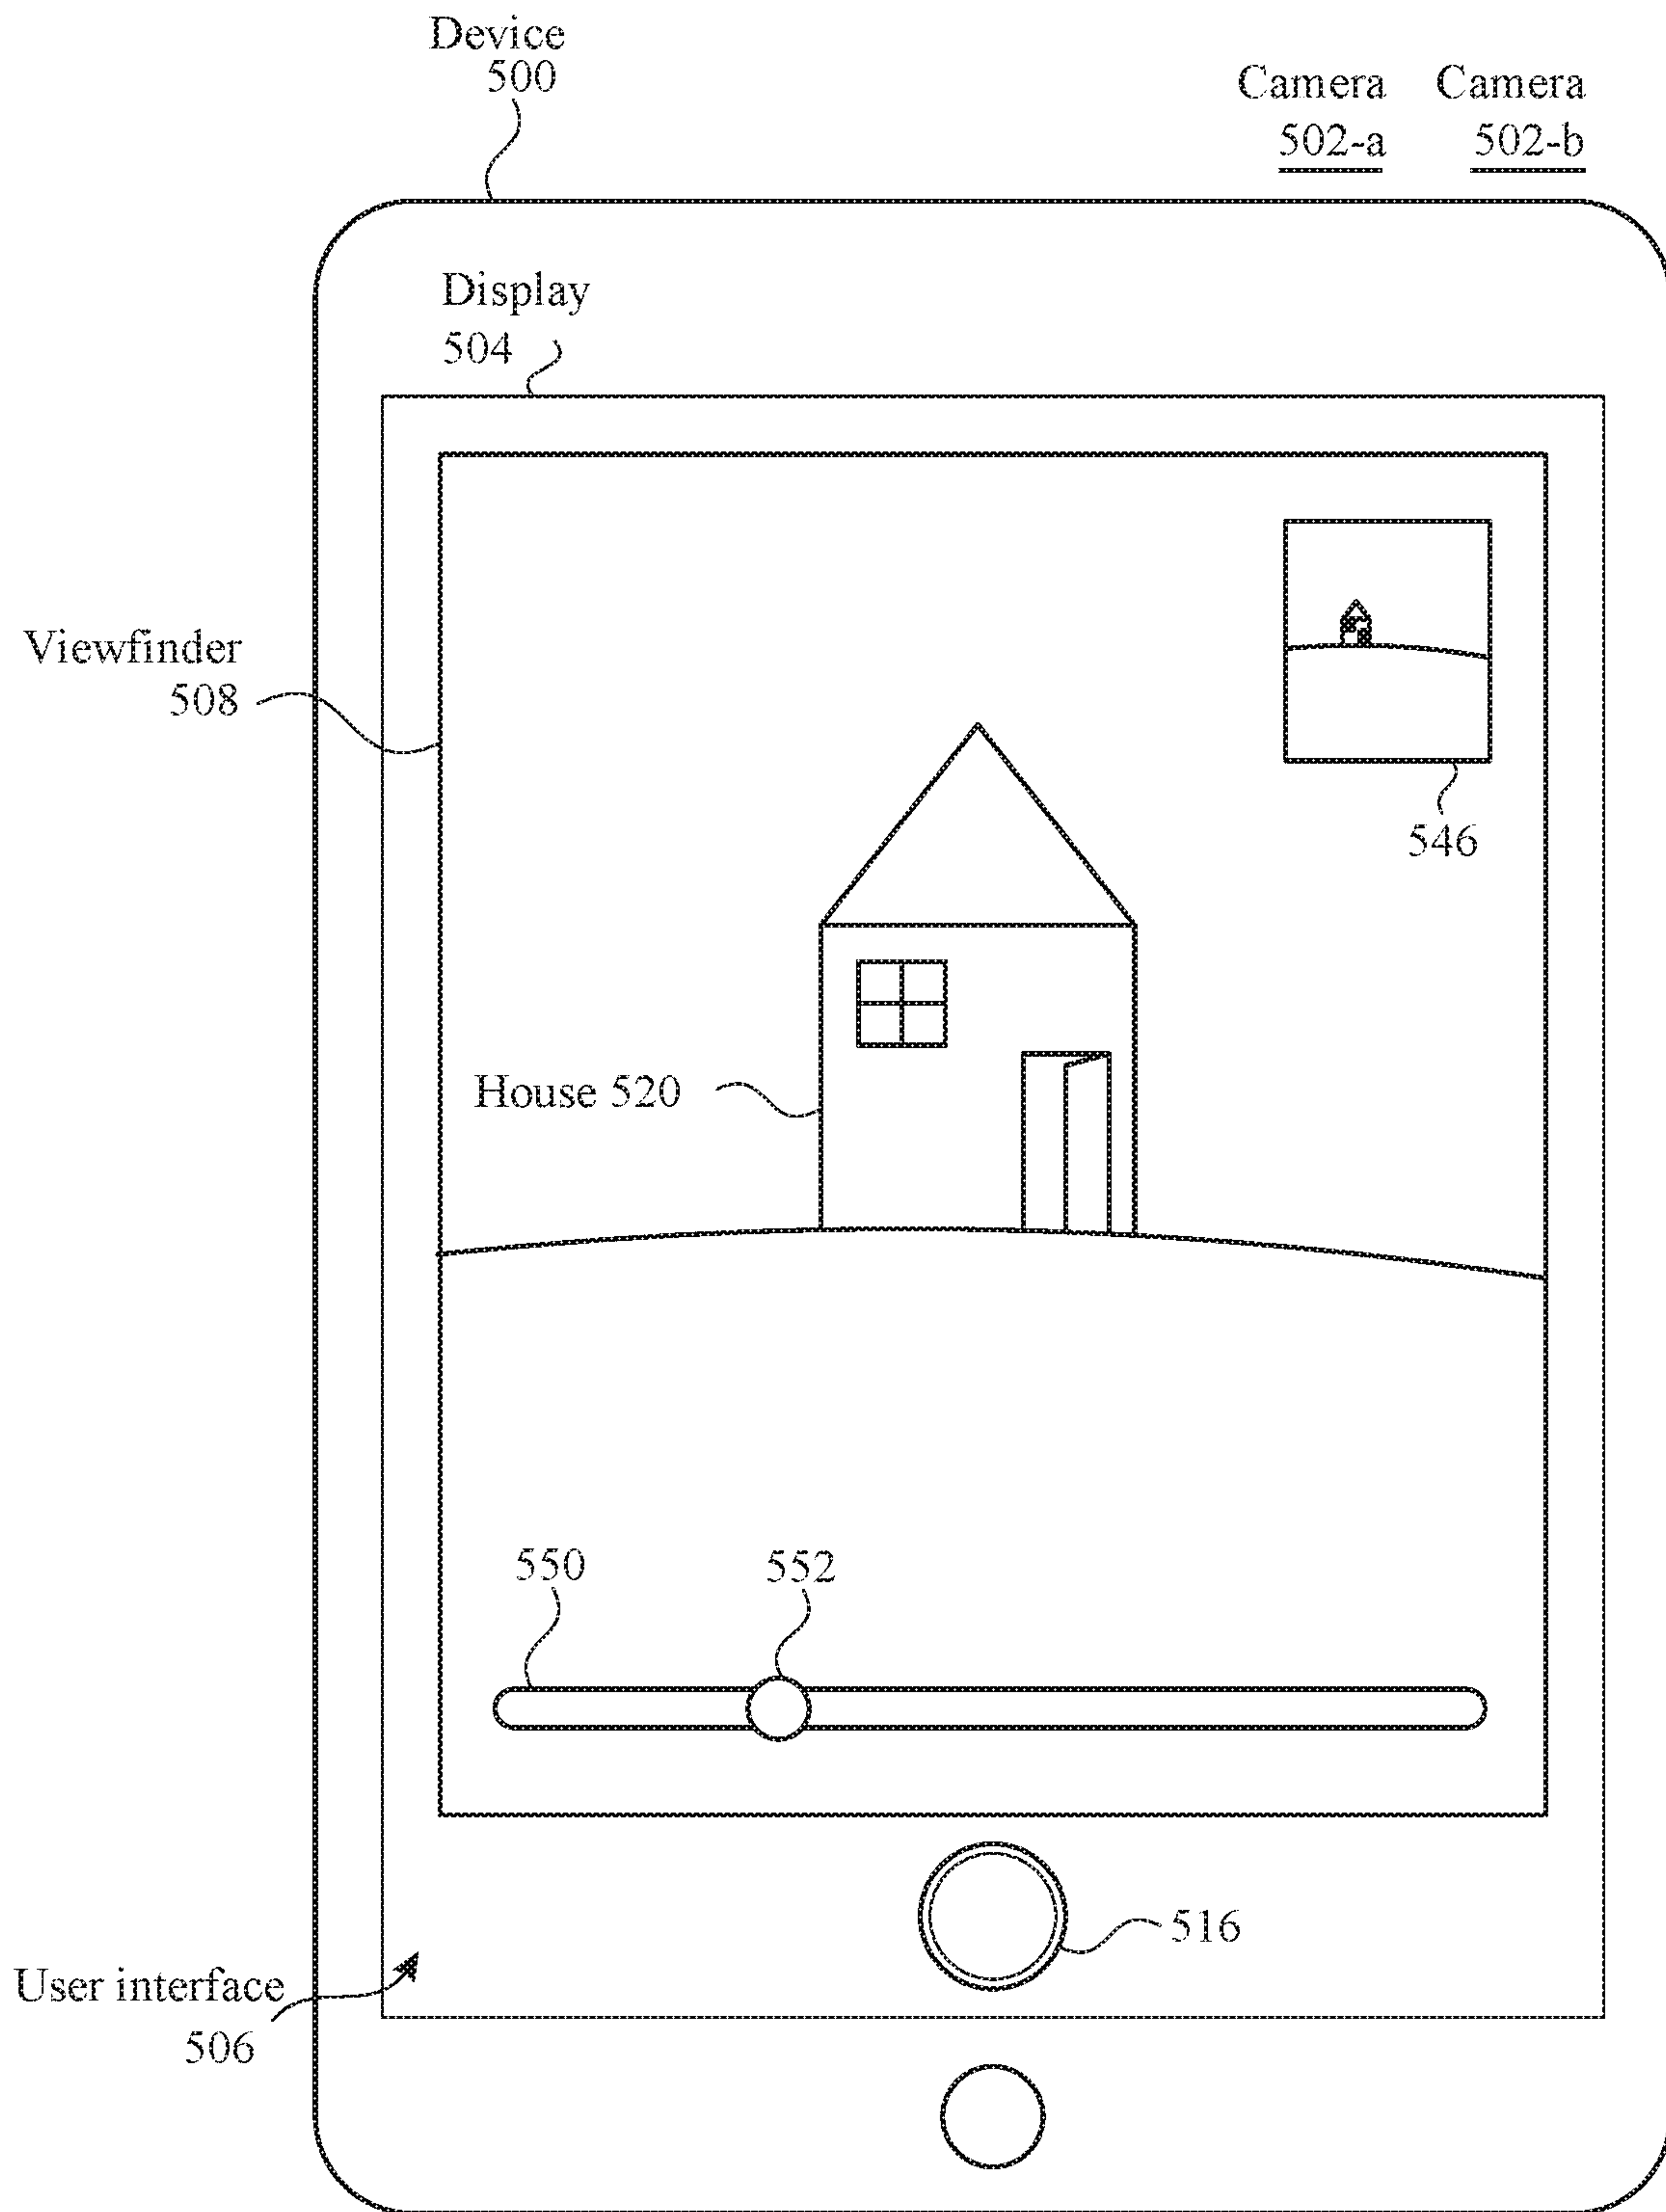 Device
500
Camera Camera
502-a 502-b
Display
504
Viewfinder
508
546
House 520
550 552
516
User interface
506